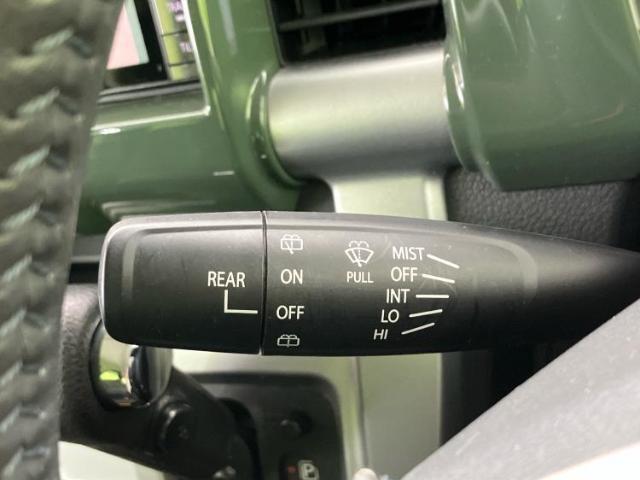 REAR
ON
OFF
PULL
MIST
OFF
INT
LO
HI